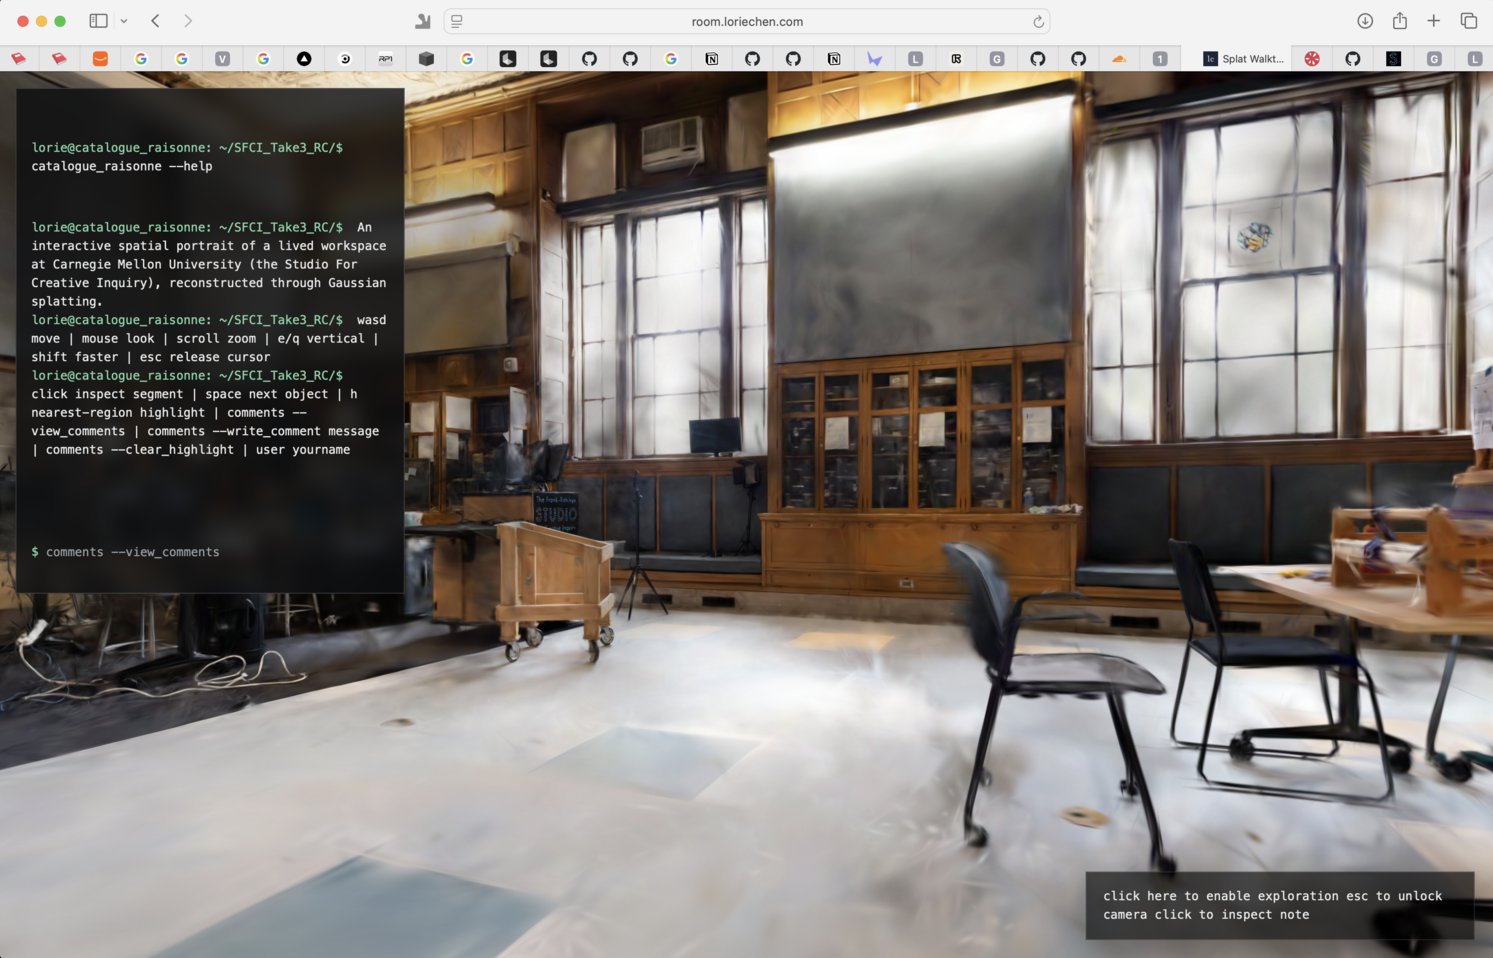 room.loriechen.com
V
RP1
L
G
1
lc
Splat Walkt...
S
G
L
lorie@catalogue_raisonne: ~/SFCI_Take3_RC/$
catalogue_raisonne --help
lorie@catalogue_raisonne: ~/SFCI_Take3_RC/$ An
interactive spatial portrait of a lived workspace
at Carnegie Mellon University (the Studio For
Creative Inquiry), reconstructed through Gaussian
splatting.
lorie@catalogue_raisonne: ~/SFCI_Take3_RC/$ wasd
move | mouse look | scroll zoom | e/q vertical |
shift faster | esc release cursor
lorie@catalogue_raisonne: ~/SFCI_Take3_RC/$
click inspect segment | space next object | h
nearest-region highlight | comments --
view_comments | comments --write_comment message
| comments --clear_highlight | user yourname
$ comments --view_comments
STUDIO
click here to enable exploration esc to unlock
camera click to inspect note